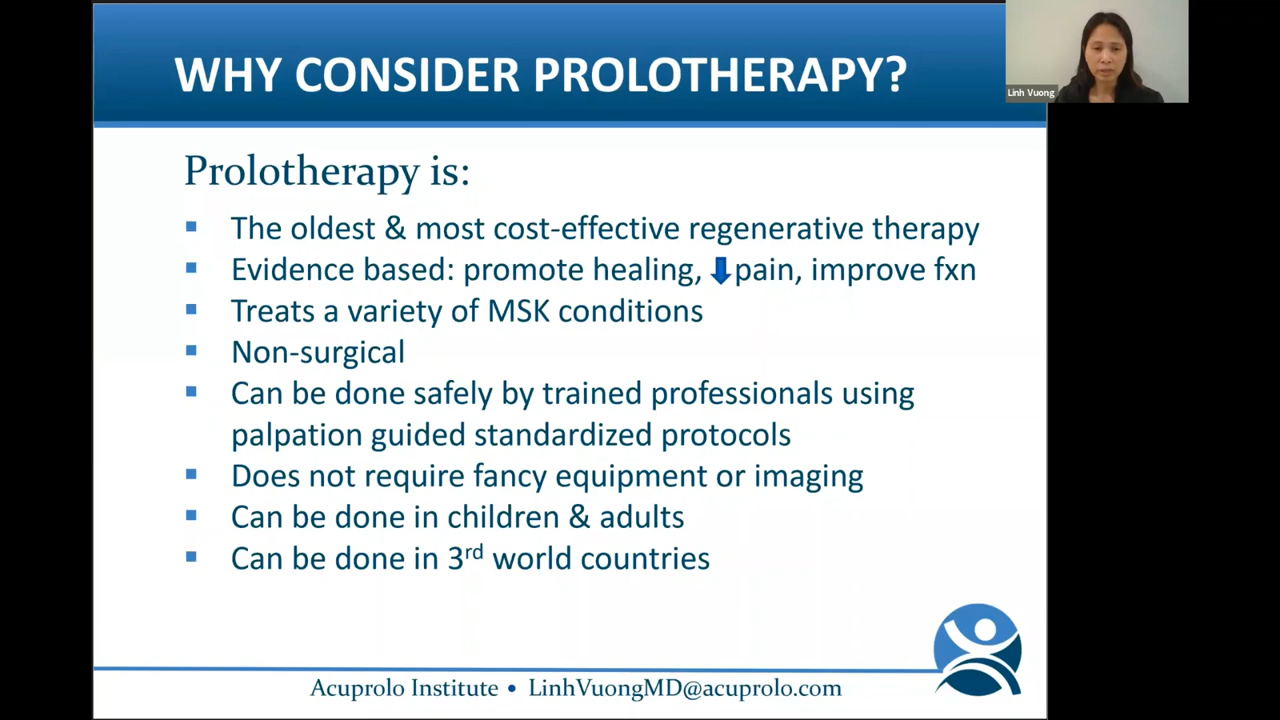 WHY CONSIDER PROLOTHERAPY?
Linh Vuong
Prolotherapy is:
▪ The oldest & most cost-effective regenerative therapy
▪ Evidence based: promote healing, ⬇pain, improve fxn
▪ Treats a variety of MSK conditions
▪ Non-surgical
▪ Can be done safely by trained professionals using
palpation guided standardized protocols
▪ Does not require fancy equipment or imaging
▪ Can be done in children & adults
▪ Can be done in 3rd world countries
Acuprolo Institute • LinhVuongMD@acuprolo.com